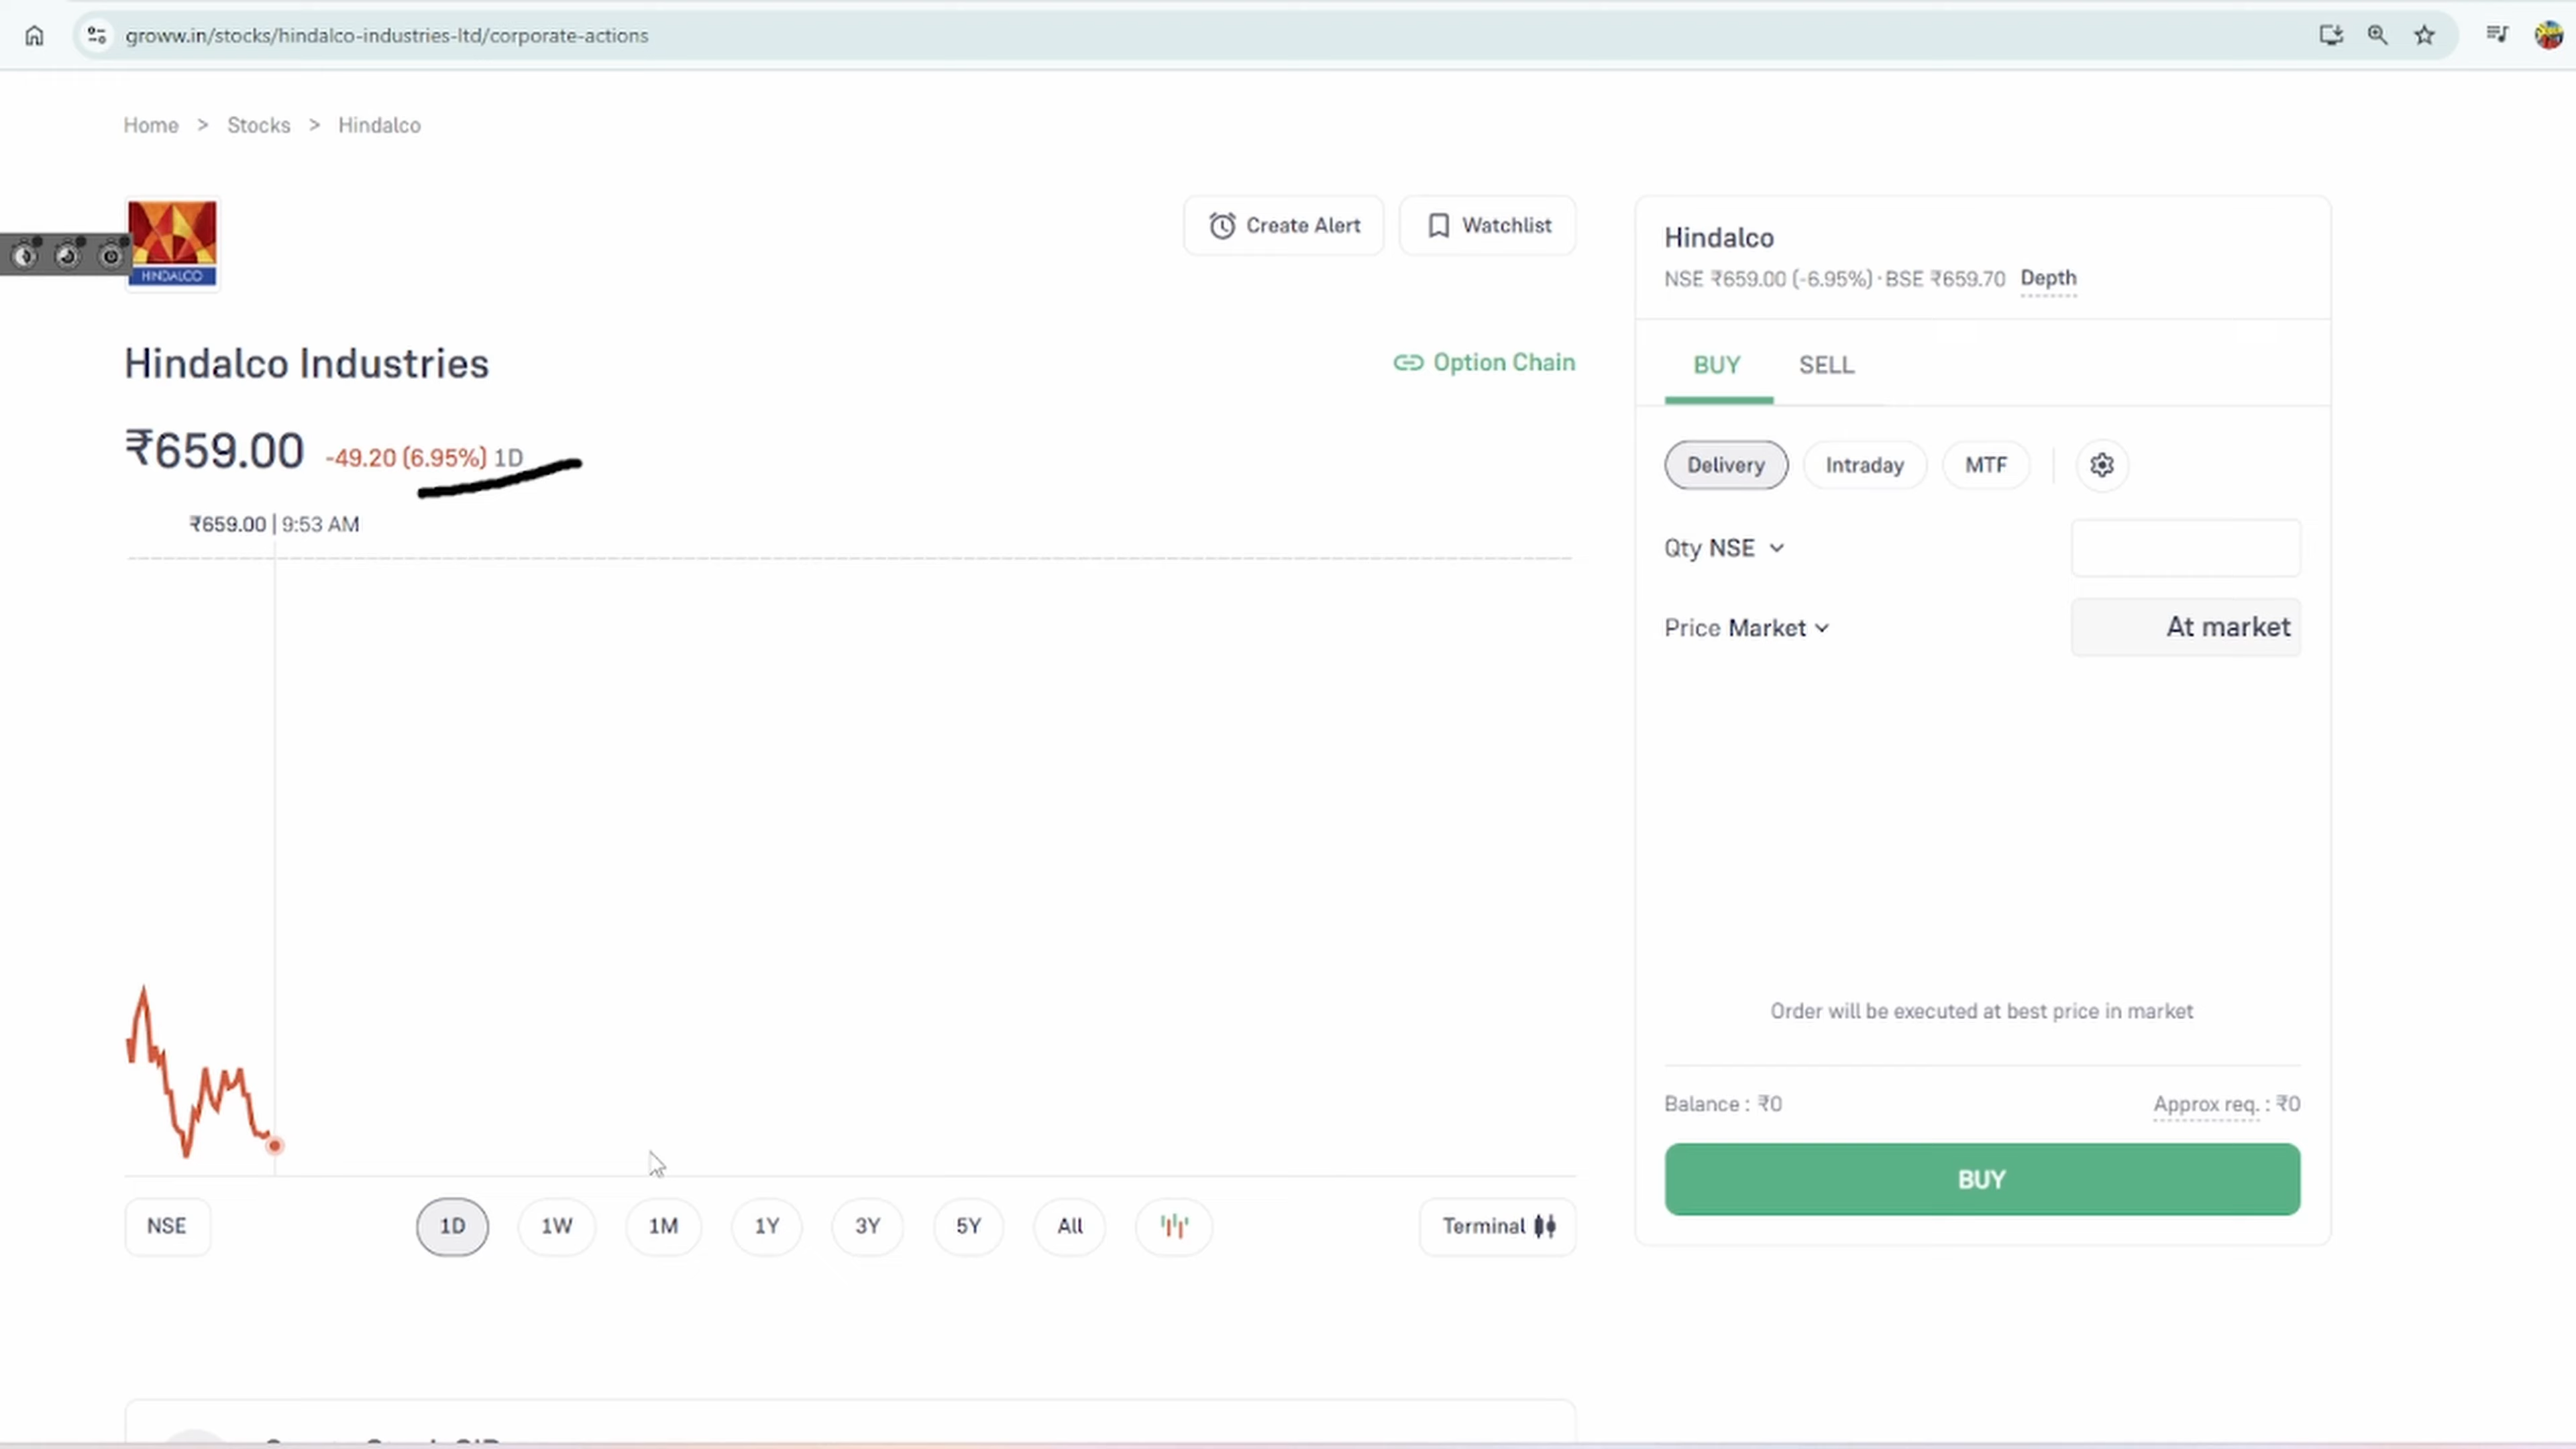 groww.in/stocks/hindalco-industries-ltd/corporate-actions
Home > Stocks > Hindalco
HINDALCO
Create Alert
Watchlist
Hindalco Industries
Option Chain
₹659.00 -49.20 (6.95%) 1D
₹659.00 | 9:53 AM
NSE
1D
1W
1M
1Y
3Y
5Y
All
Terminal
Hindalco
NSE ₹659.00 (-6.95%) · BSE ₹659.70 Depth
BUY SELL
Delivery Intraday MTF
Qty NSE
Price Market
At market
Order will be executed at best price in market
Balance : ₹0
Approx req. : ₹0
BUY